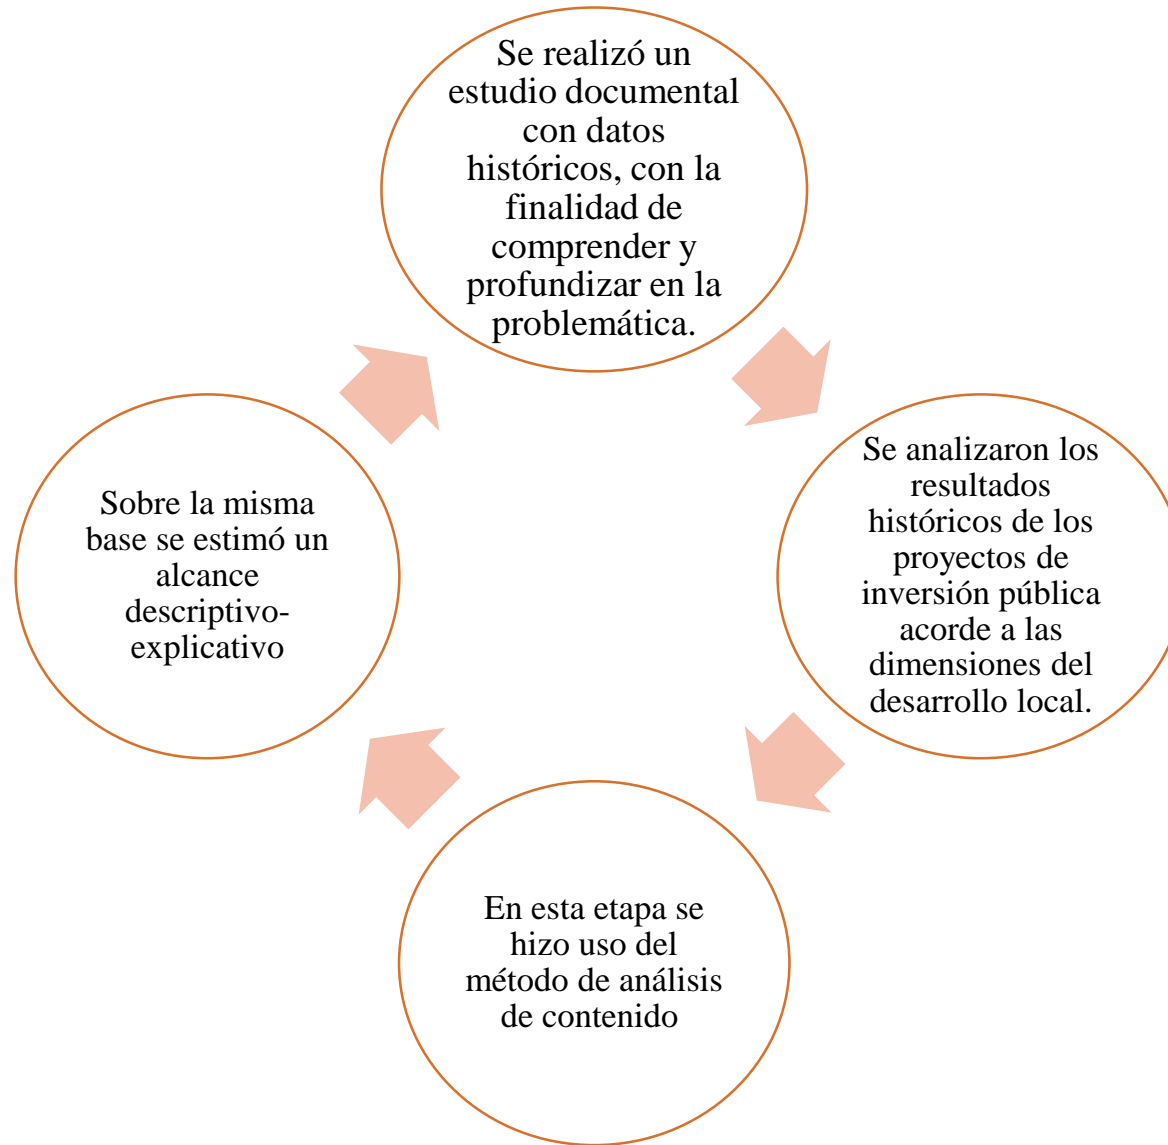 Se realizó un
estudio documental
con datos
históricos, con la
finalidad de
comprender y
profundizar en la
problemática.
Se analizaron los
resultados
históricos de los
proyectos de
inversión pública
acorde a las
dimensiones del
desarrollo local.
En esta etapa se
hizo uso del
método de análisis
de contenido
Sobre la misma
base se estimó un
alcance
descriptivo-
explicativo